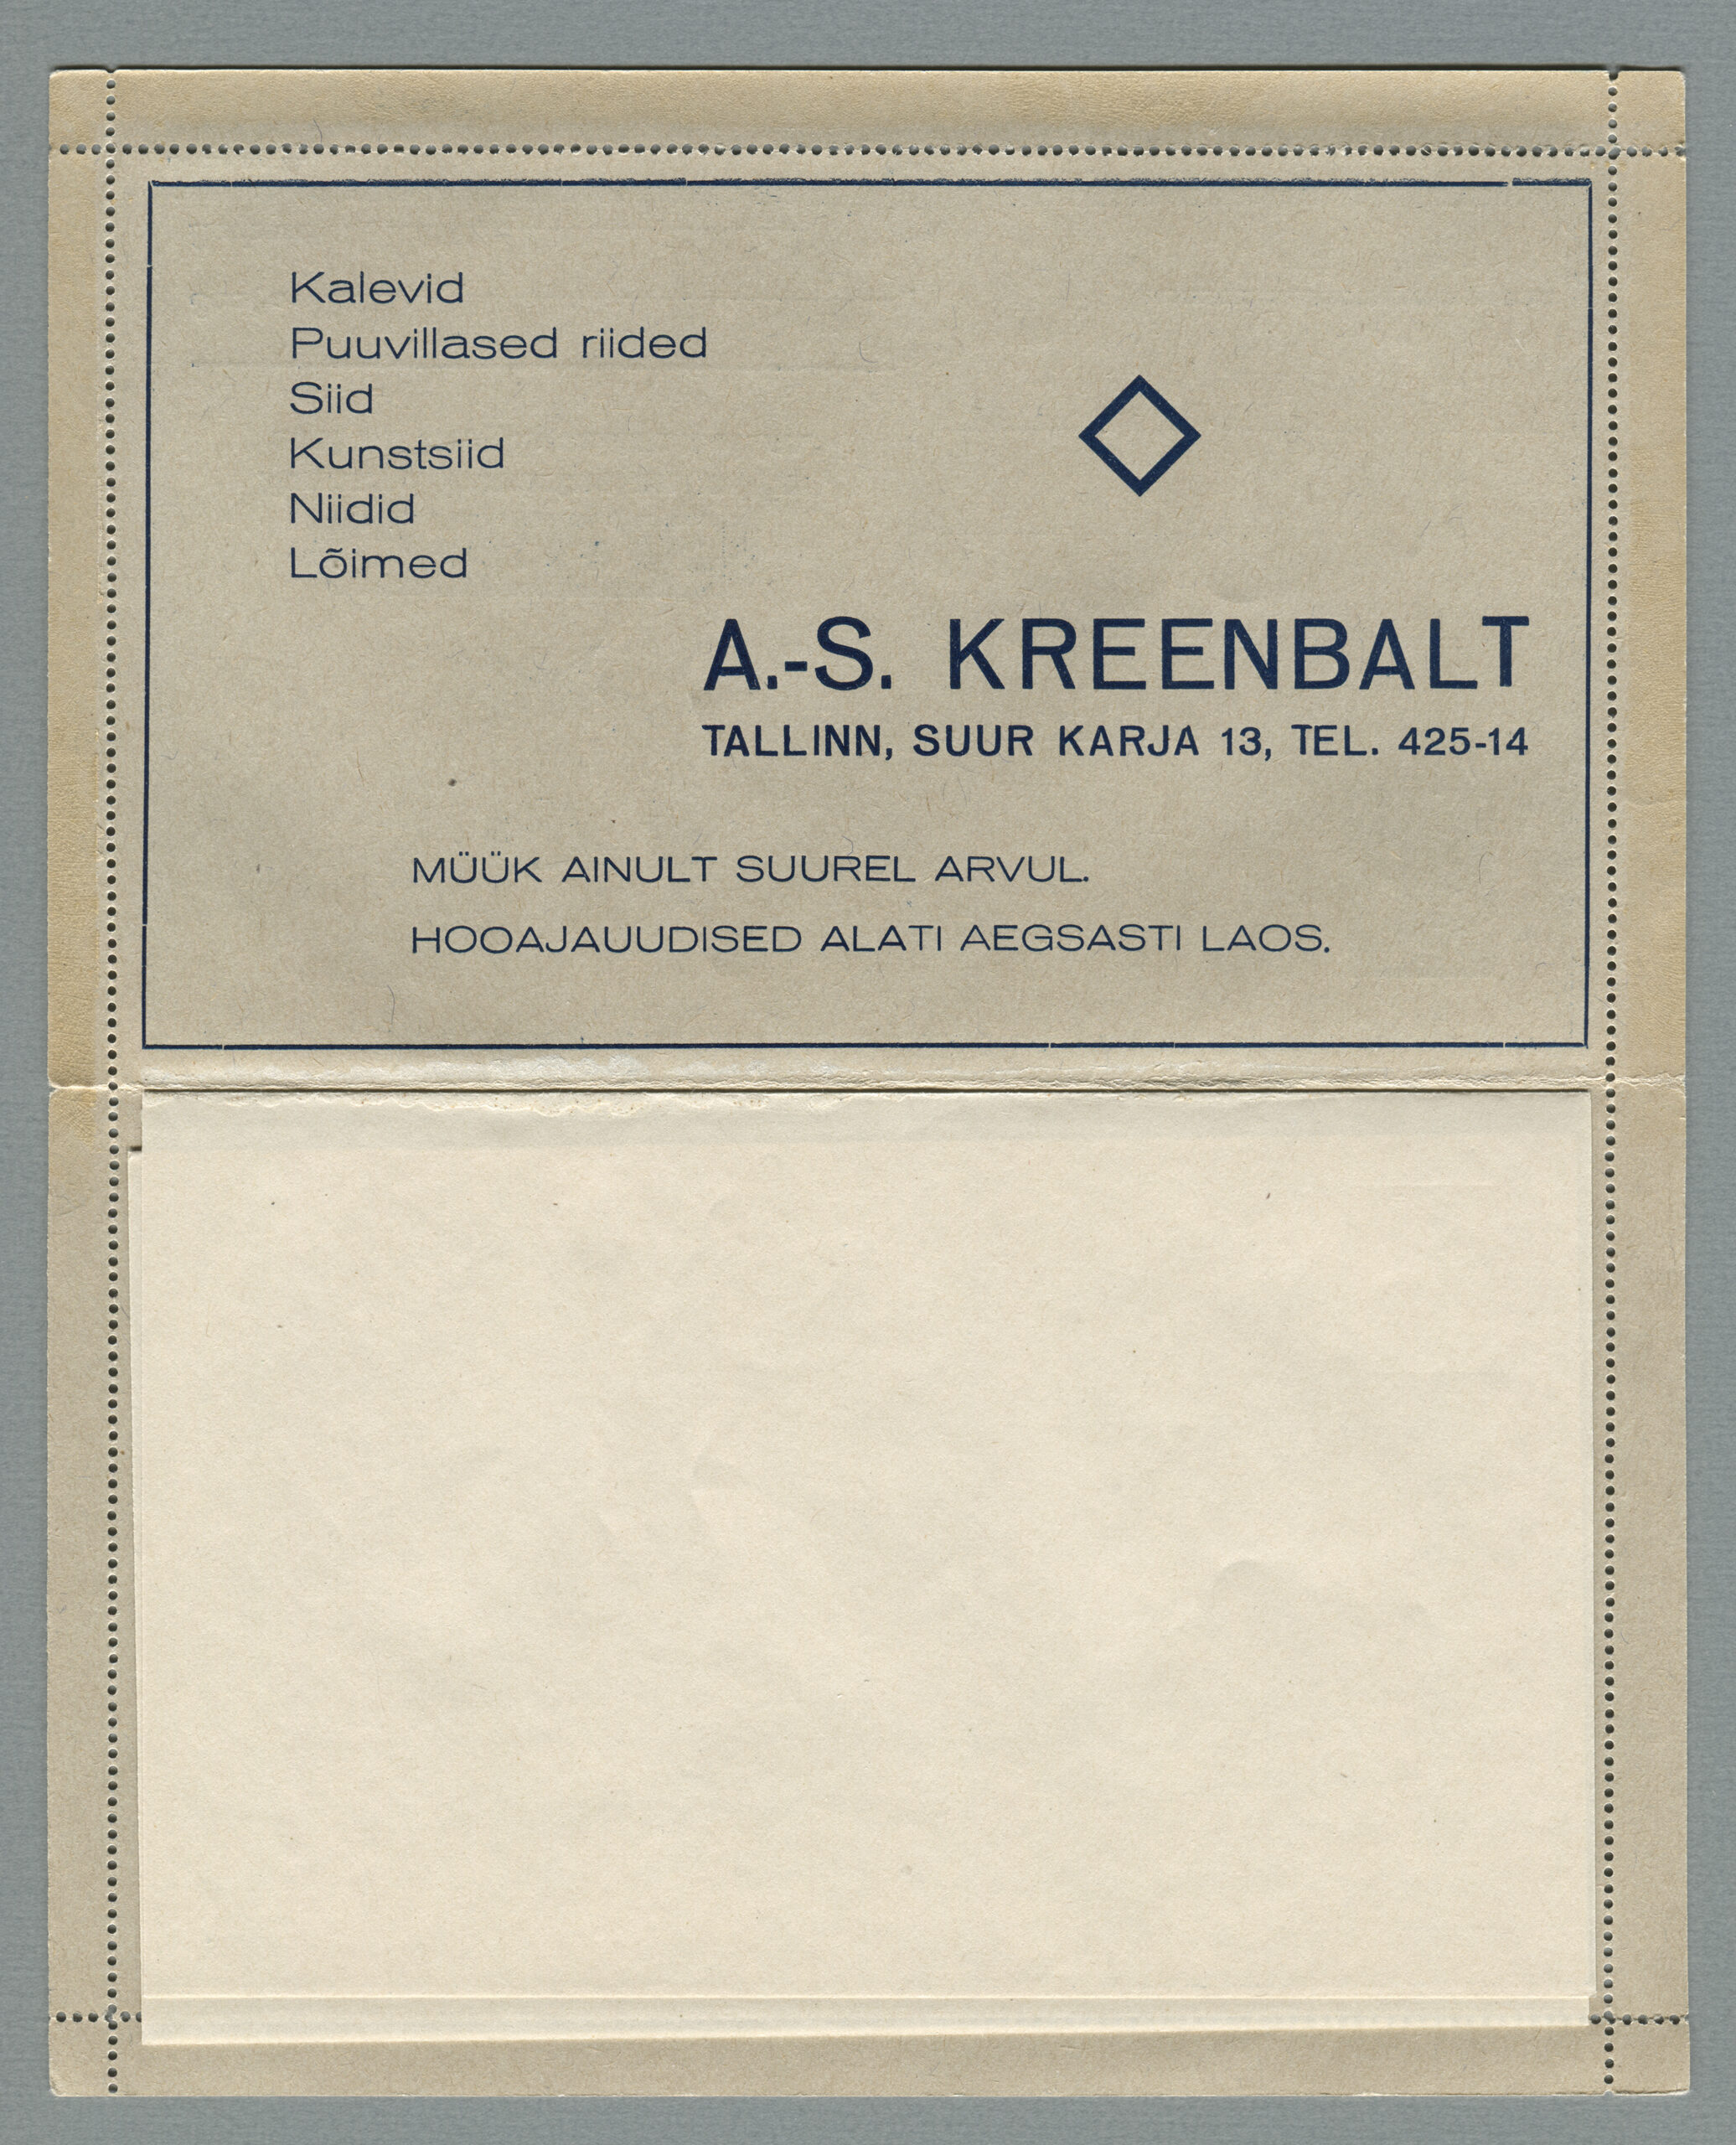 Kalevid
Puuvillased riided
Siid
Kunstsiid
Niidid
Lõimed
A.-S. KREENBALT
TALLINN, SUUR KARJA 13, TEL. 425-14
MÜÜK AINULT SUUREL ARVUL.
HOOAJAUUDISED ALATI AEGSASTI LAOS.